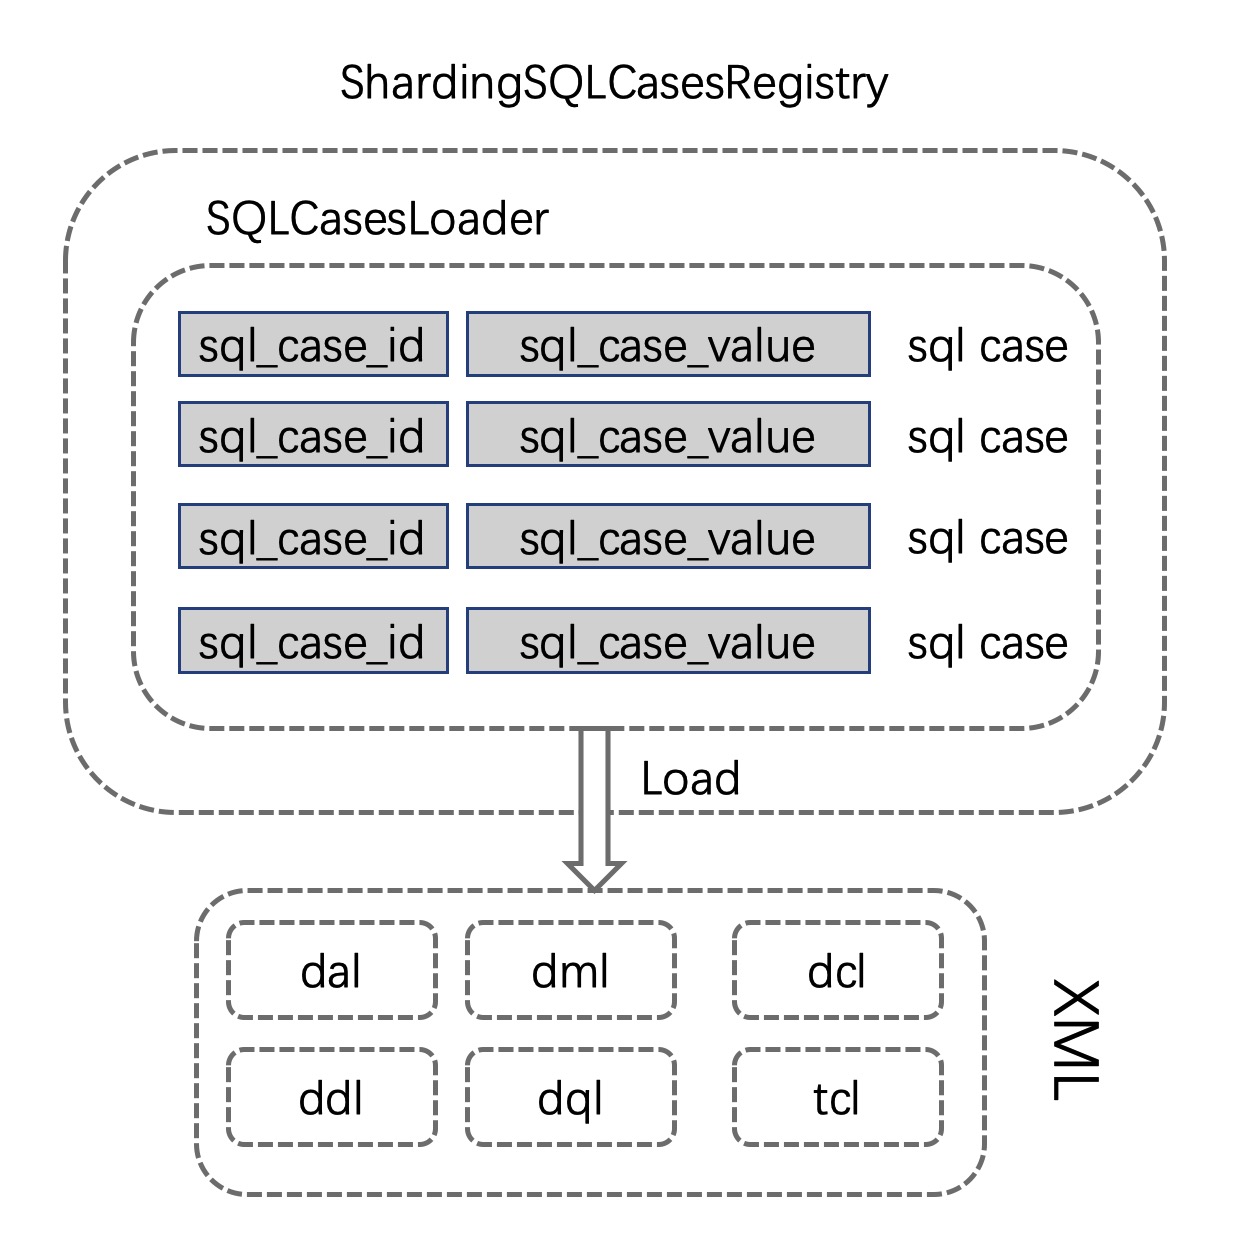 ShardingSQLCasesRegistry
SQLCasesLoader
sql_case_id sql_case_value sql case
sql_case_id sql_case_value sql case
sql_case_id sql_case_value sql case
sql_case_id sql_case_value sql case
Load
dal dml dcl
ddl dql tcl
XML